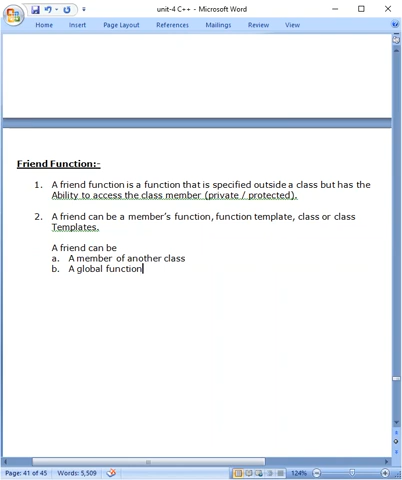 unit-4 C++ - Microsoft Word
Home Insert Page Layout References Mailings Review View
Friend Function:-
1. A friend function is a function that is specified outside a class but has the
Ability to access the class member (private / protected).
2. A friend can be a member's function, function template, class or class
Templates.
A friend can be
a. A member of another class
b. A global function
Page: 41 of 45 Words: 5,509 124%